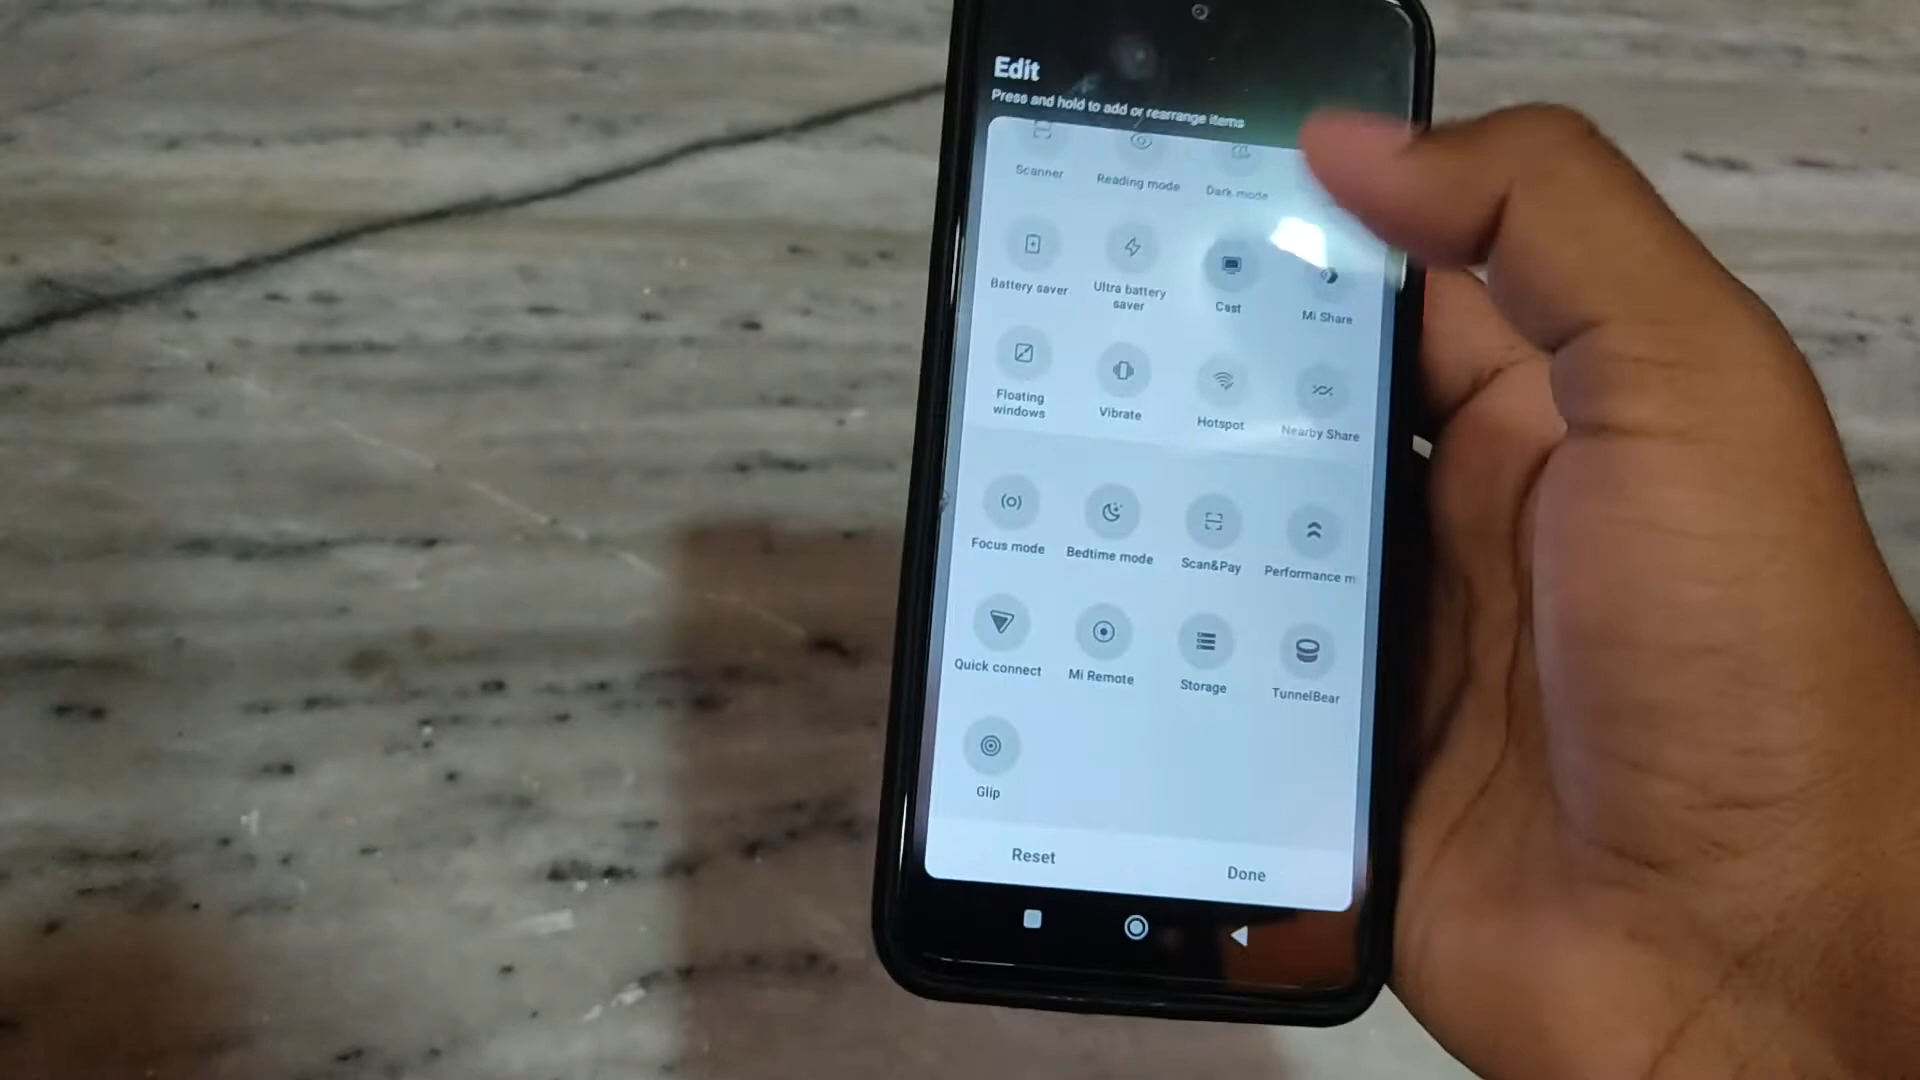 Edit
Press and hold to add or rearrange items
Scanner
Reading mode
Dark mode
Battery saver
Ultra battery
saver
Cast
Mi Share
Floating
windows
Vibrate
Hotspot
Nearby Share
Focus mode
Bedtime mode
Scan&Pay
Performance m
Quick connect
Mi Remote
Storage
TunnelBear
Glip
Reset
Done